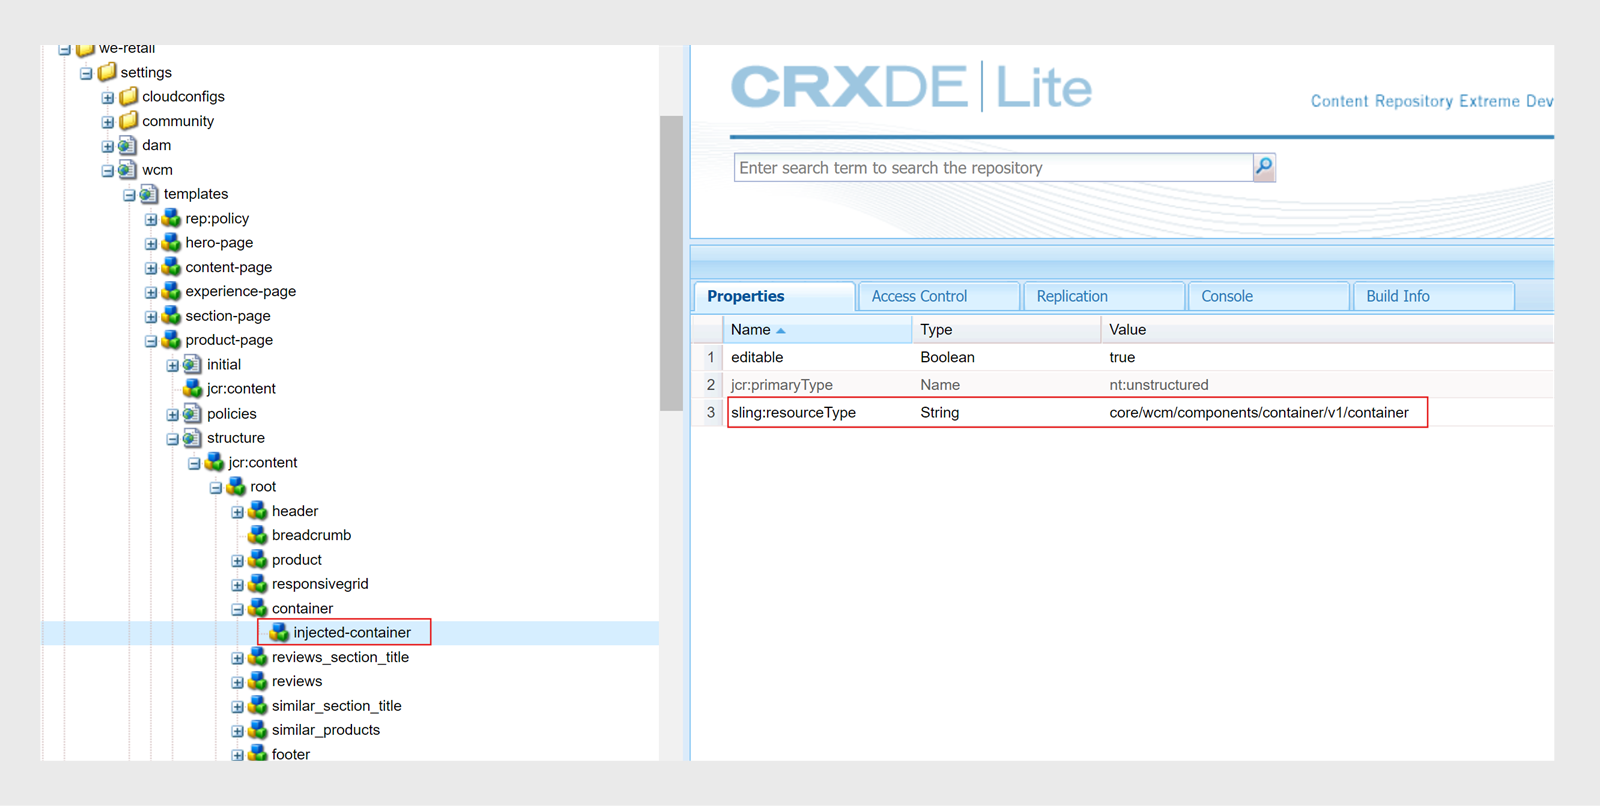 we-retail
settings
cloudconfigs
community
dam
wcm
templates
rep:policy
hero-page
content-page
experience-page
section-page
product-page
initial
jcr:content
policies
structure
jcr:content
root
header
breadcrumb
product
responsivegrid
container
injected-container
reviews_section_title
reviews
similar_section_title
similar_products
footer
CRXDE | Lite
Content Repository Extreme Dev
Enter search term to search the repository
Properties Access Control Replication Console Build Info
Name Type Value
1 editable Boolean true
2 jcr:primaryType Name nt:unstructured
3 sling:resourceType String core/wcm/components/container/v1/container